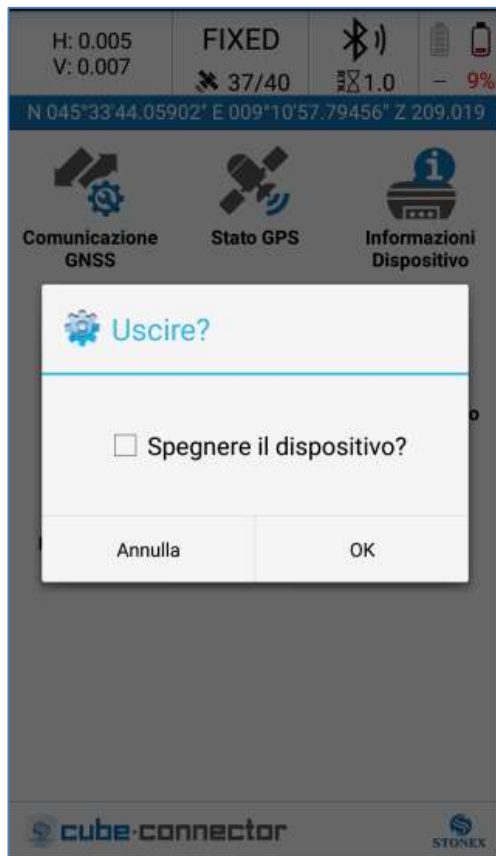 H: 0.005
V: 0.007
FIXED
37/40
1.0
– 9%
N 045°33'44.05902" E 009°10'57.79456" Z 209.019
Comunicazione
GNSS
Stato GPS
Informazioni
Dispositivo
Uscire?
o
Spegnere il dispositivo?
Annulla
OK
cube-connector
STONEX